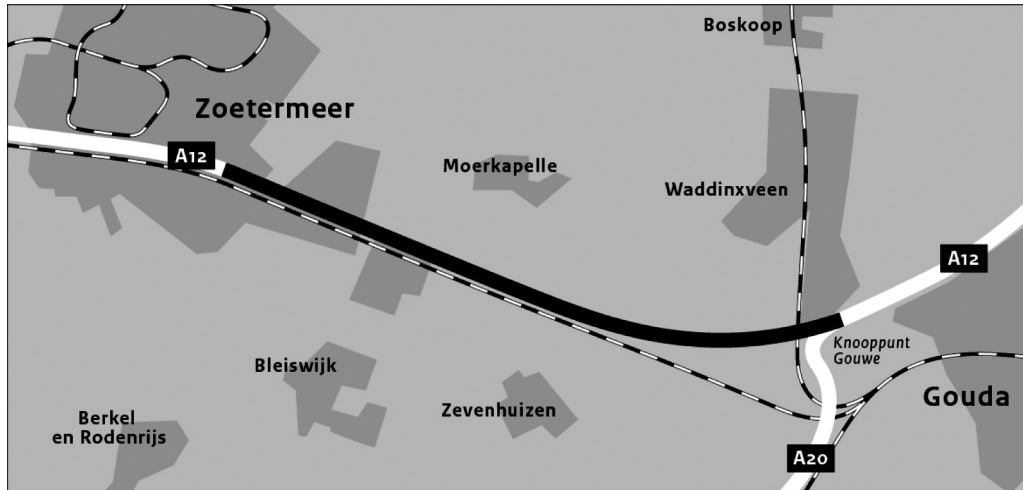 Boskoop
Zoetermeer
A12
Moerkapelle
Waddinxveen
A12
Knooppunt
Gouwe
Bleiswijk
Gouda
Zevenhuizen
Berkel
en Rodenrijs
A20